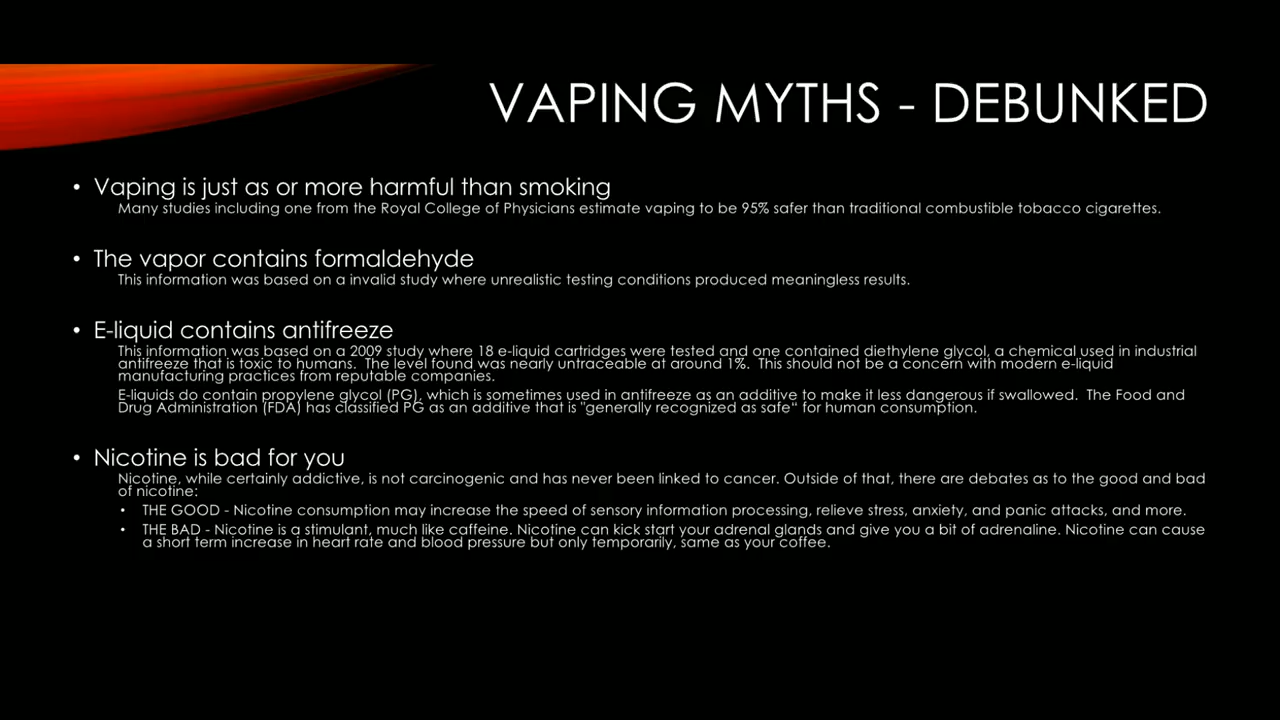 VAPING MYTHS - DEBUNKED
• Vaping is just as or more harmful than smoking
Many studies including one from the Royal College of Physicians estimate vaping to be 95% safer than traditional combustible tobacco cigarettes.
• The vapor contains formaldehyde
This information was based on a invalid study where unrealistic testing conditions produced meaningless results.
• E-liquid contains antifreeze
This information was based on a 2009 study where 18 e-liquid cartridges were tested and one contained diethylene glycol, a chemical used in industrial
antifreeze that is toxic to humans.  The level found was nearly untraceable at around 1%.  This should not be a concern with modern e-liquid
manufacturing practices from reputable companies.
E-liquids do contain propylene glycol (PG), which is sometimes used in antifreeze as an additive to make it less dangerous if swallowed.  The Food and
Drug Administration (FDA) has classified PG as an additive that is "generally recognized as safe“ for human consumption.
• Nicotine is bad for you
Nicotine, while certainly addictive, is not carcinogenic and has never been linked to cancer. Outside of that, there are debates as to the good and bad
of nicotine:
• THE GOOD - Nicotine consumption may increase the speed of sensory information processing, relieve stress, anxiety, and panic attacks, and more.
• THE BAD - Nicotine is a stimulant, much like caffeine. Nicotine can kick start your adrenal glands and give you a bit of adrenaline. Nicotine can cause
a short term increase in heart rate and blood pressure but only temporarily, same as your coffee.